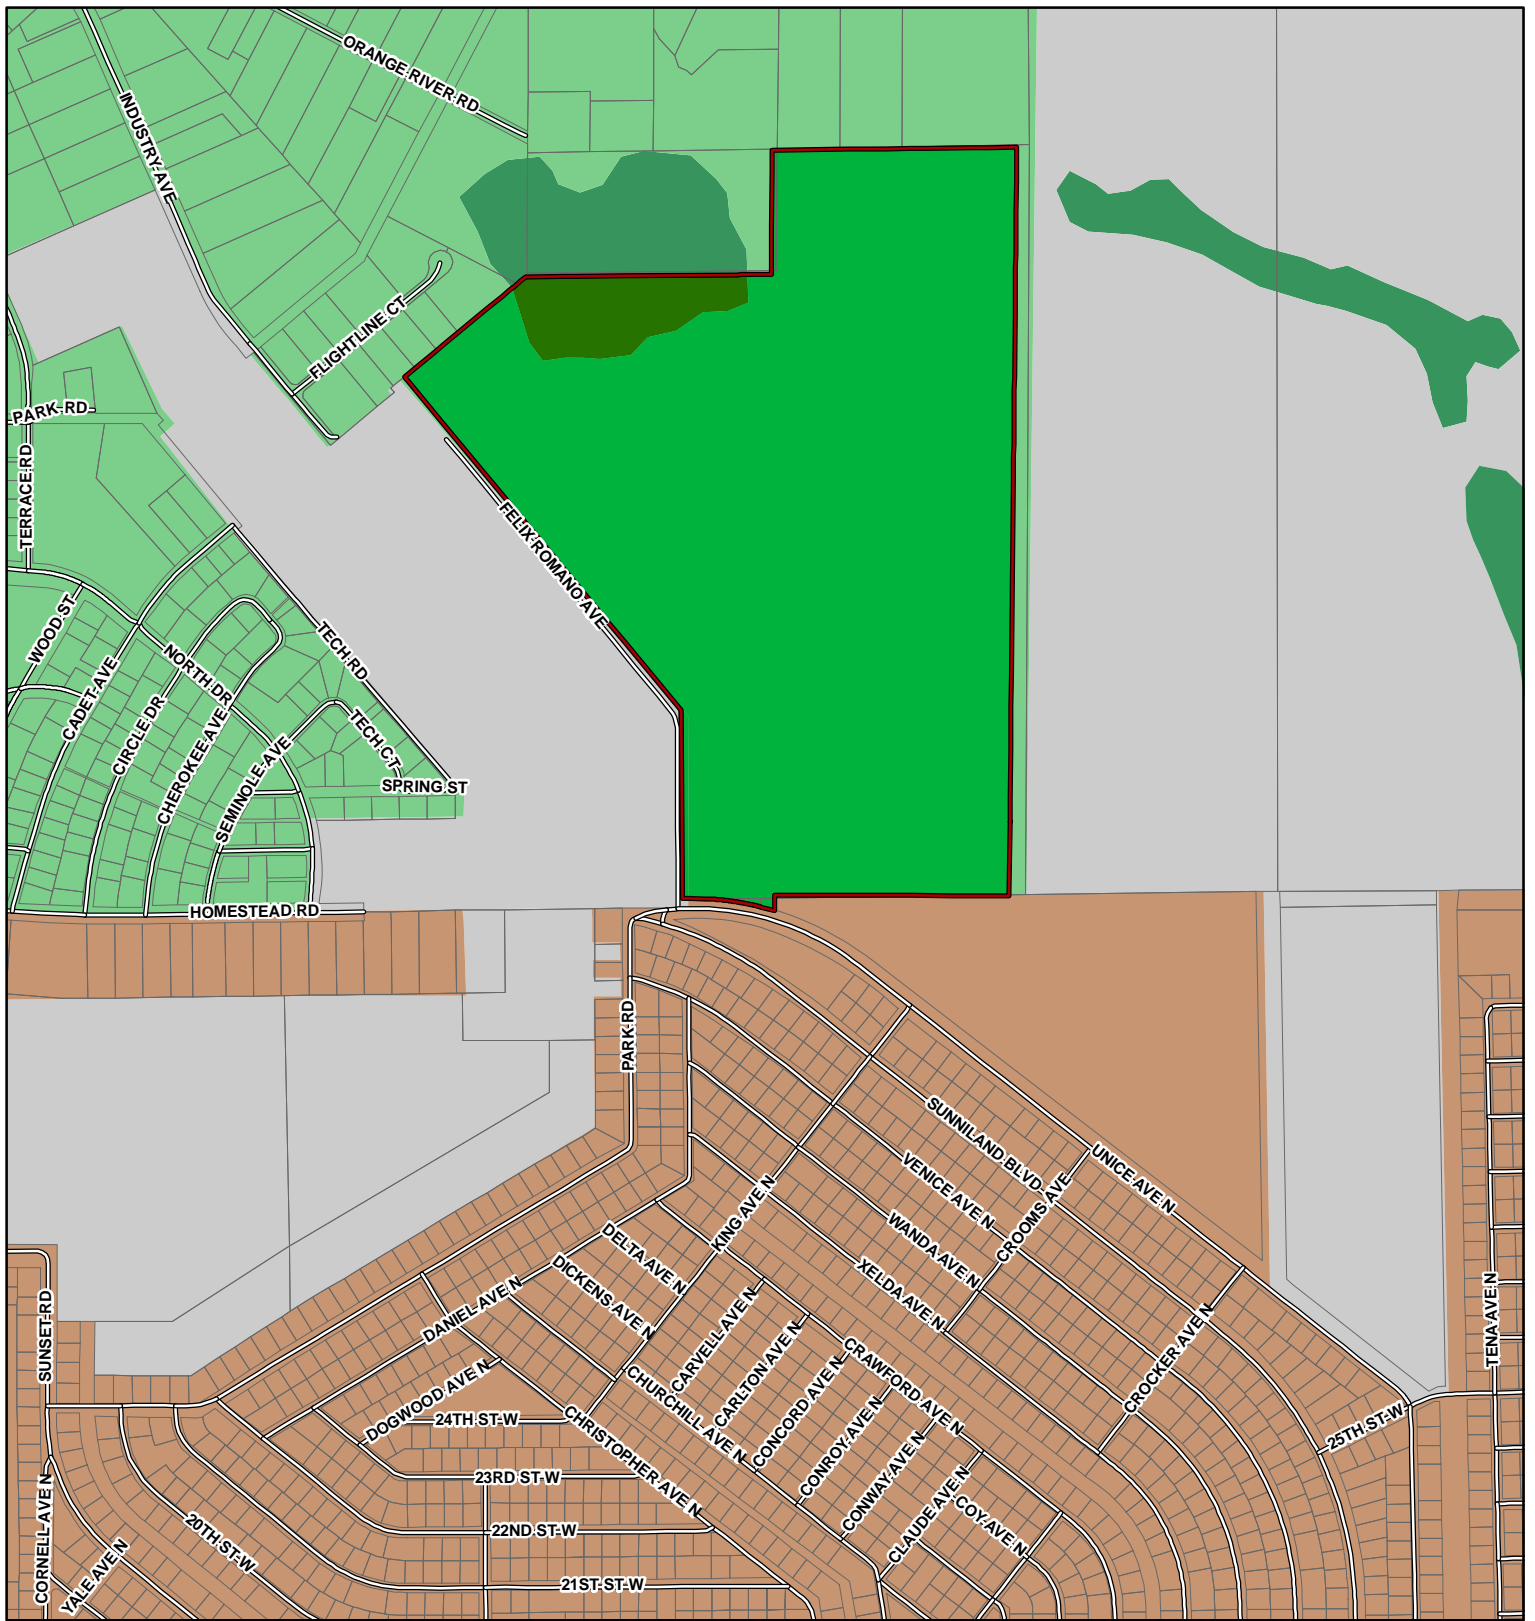 ORANGE RIVER RD
INDUSTRY AVE
FLIGHTLINE CT
PARK RD
TERRACE RD
FELIX ROMANO AVE
WOOD ST
CADET AVE
NORTH DR
TECH RD
CIRCLE DR
CHEROKEE AVE
SEMINOLE AVE
TECH CT
SPRING ST
HOMESTEAD RD
PARK RD
SUNNILAND BLVD
UNICE AVE N
VENICE AVE N
CROOMS AVE
WANDA AVE N
KING AVE N
XELDA AVE N
DELTA AVE N
DICKENS AVE N
DANIEL AVE N
SUNSET RD
TENA AVE N
CARVELL AVE N
CARLTON AVE N
CRAWFORD AVE N
CROCKER AVE N
DOGWOOD AVE N
CHURCHILL AVE N
CONCORD AVE N
24TH ST W
CHRISTOPHER AVE N
CONROY AVE N
25TH ST W
CONWAY AVE N
23RD ST W
CLAUDE AVE N
COY AVE N
CORNELL AVE N
20TH ST W
22ND ST W
YALE AVE N
21ST ST W